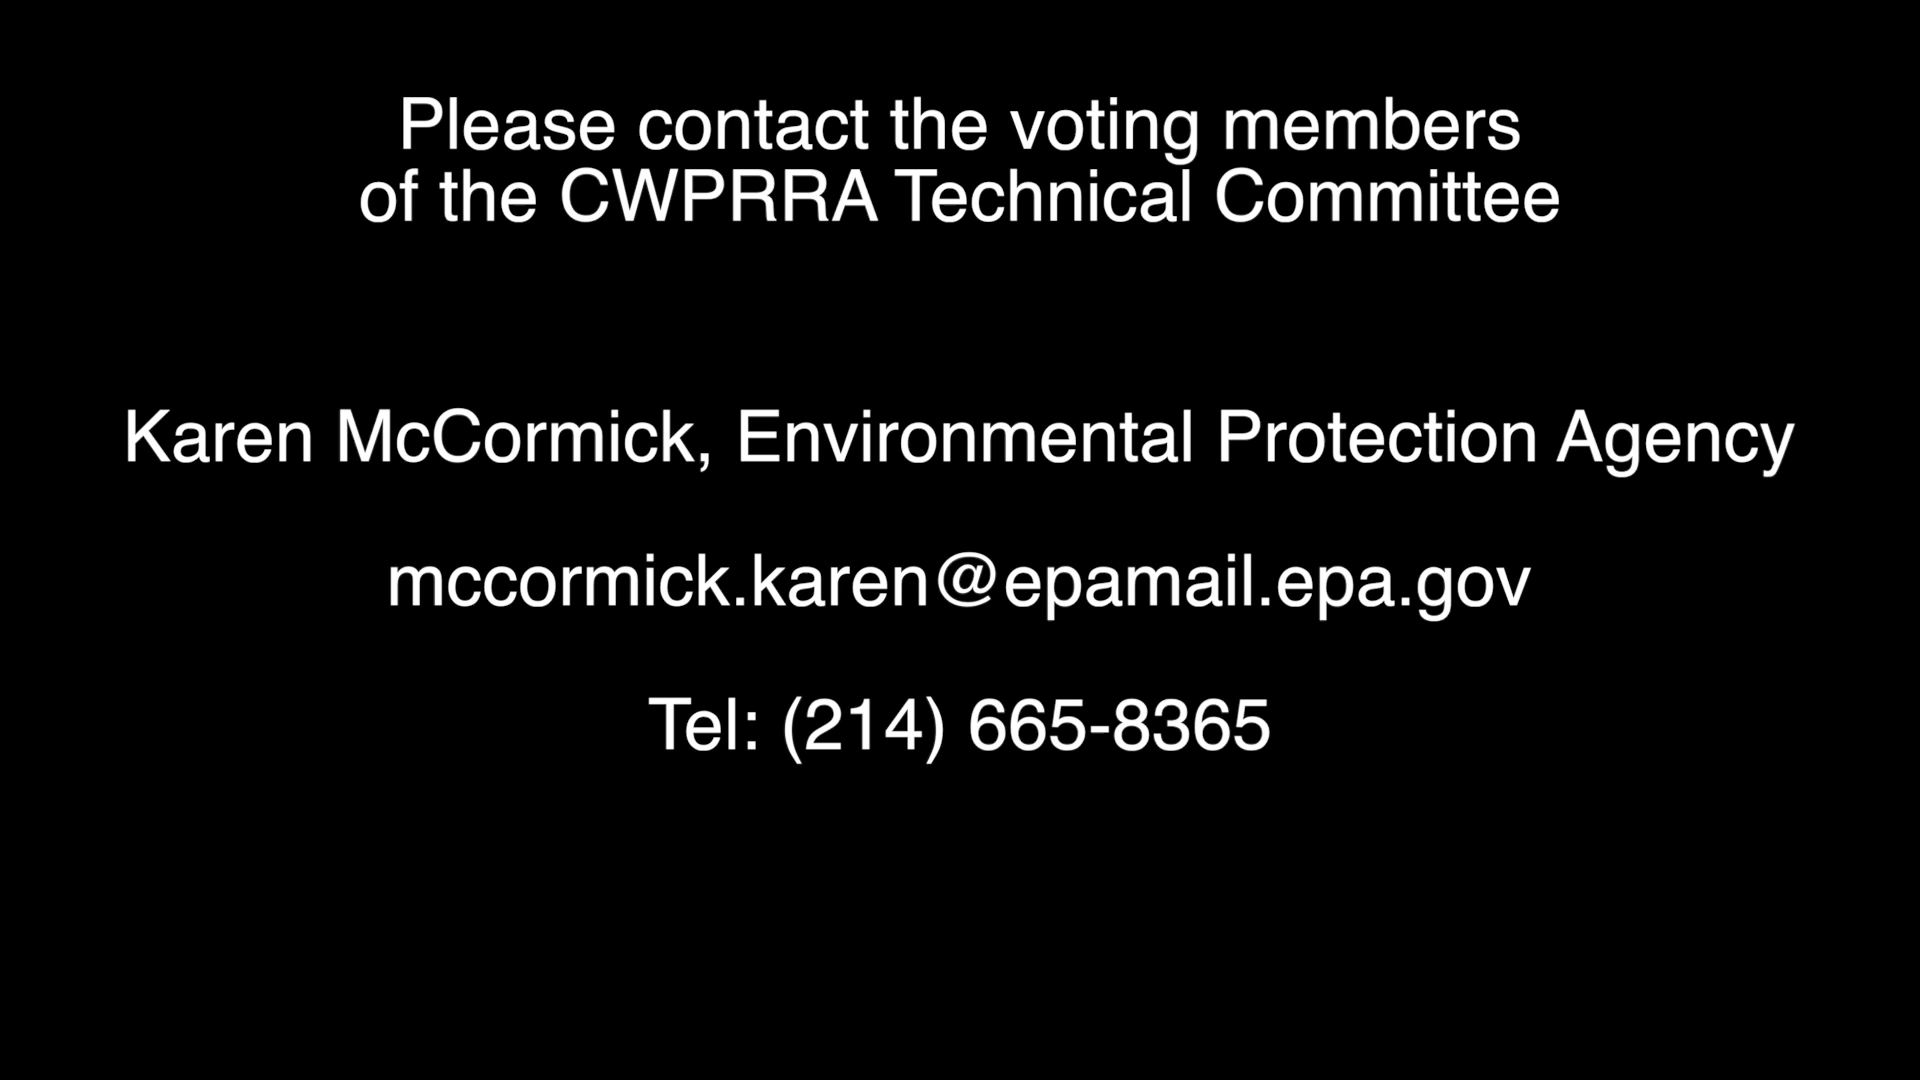 Please contact the voting members
of the CWPRRA Technical Committee
Karen McCormick, Environmental Protection Agency
mccormick.karen@epamail.epa.gov
Tel: (214) 665-8365